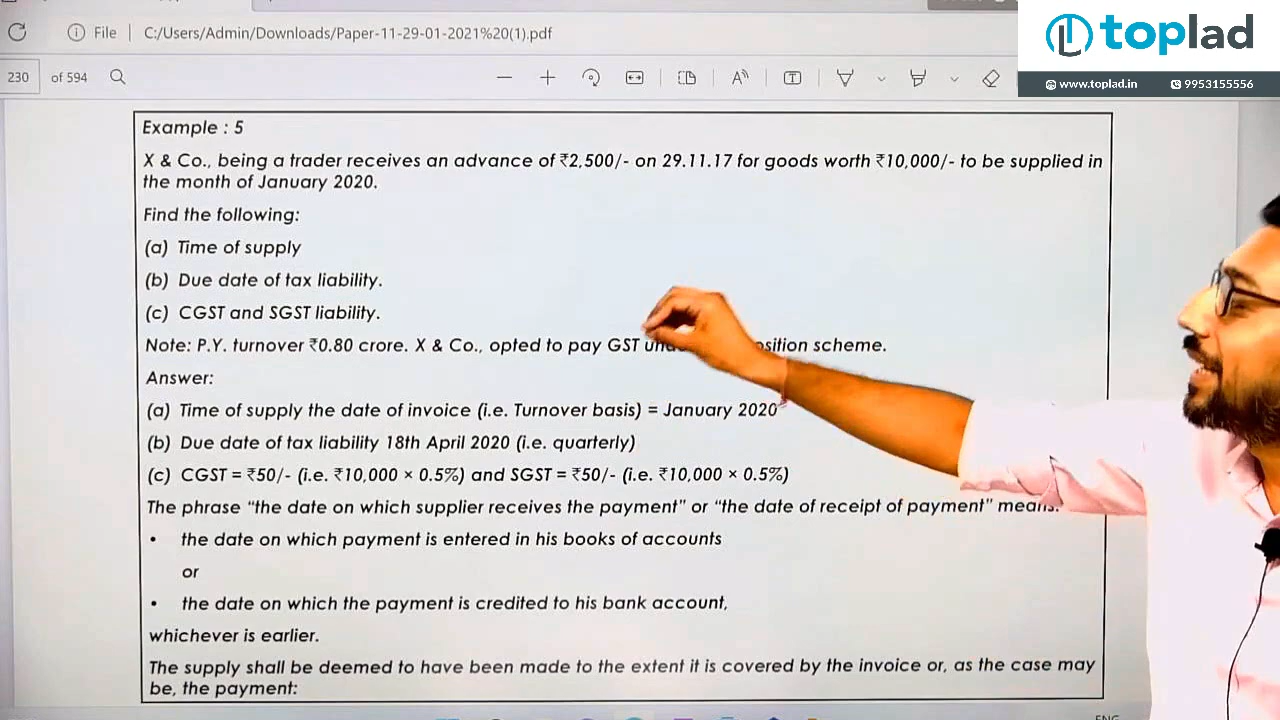 toplad
www.toplad.in 9953155556
File C:/Users/Admin/Downloads/Paper-11-29-01-2021%20(1).pdf
230 of 594
Example : 5
X & Co., being a trader receives an advance of ₹2,500/- on 29.11.17 for goods worth ₹10,000/- to be supplied in
the month of January 2020.
Find the following:
(a) Time of supply
(b) Due date of tax liability.
(c) CGST and SGST liability.
Note: P.Y. turnover ₹0.80 crore. X & Co., opted to pay GST scheme.
Answer:
(a) Time of supply the date of invoice (i.e. Turnover basis) = January 2020
(b) Due date of tax liability 18th April 2020 (i.e. quarterly)
(c) CGST = ₹50/- (i.e. ₹10,000 × 0.5%) and SGST = ₹50/- (i.e. ₹10,000 × 0.5%)
The phrase “the date on which supplier receives the payment” or “the date of receipt of payment” means:
• the date on which payment is entered in his books of accounts
or
• the date on which the payment is credited to his bank account,
whichever is earlier.
The supply shall be deemed to have been made to the extent it is covered by the invoice or, as the case may
be, the payment: